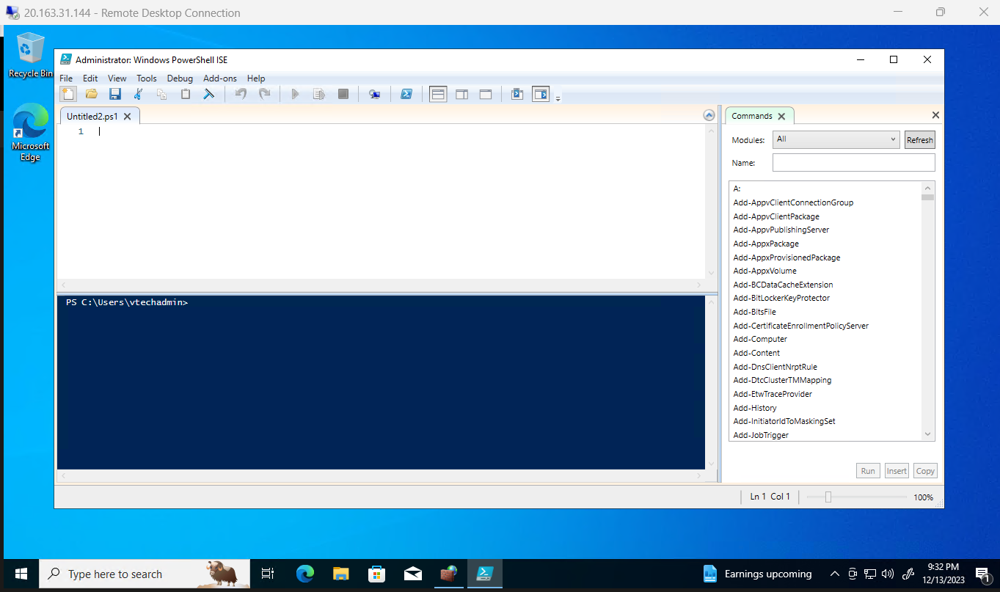 20.163.31.144 - Remote Desktop Connection
Recycle Bin
Microsoft
Edge
Administrator: Windows PowerShell ISE
File Edit View Tools Debug Add-ons Help
Untitled2.ps1
1
PS C:\Users\vtechadmin>
Commands
Modules: All Refresh
Name:
A:
Add-AppvClientConnectionGroup
Add-AppvClientPackage
Add-AppvPublishingServer
Add-AppxPackage
Add-AppxProvisionedPackage
Add-AppxVolume
Add-BCDataCacheExtension
Add-BitLockerKeyProtector
Add-BitsFile
Add-CertificateEnrollmentPolicyServer
Add-Computer
Add-Content
Add-DnsClientNrptRule
Add-DtcClusterTMMapping
Add-EtwTraceProvider
Add-History
Add-InitiatorIdToMaskingSet
Add-JobTrigger
Run Insert Copy
Ln 1 Col 1 100%
Type here to search
Earnings upcoming
9:32 PM
12/13/2023
1